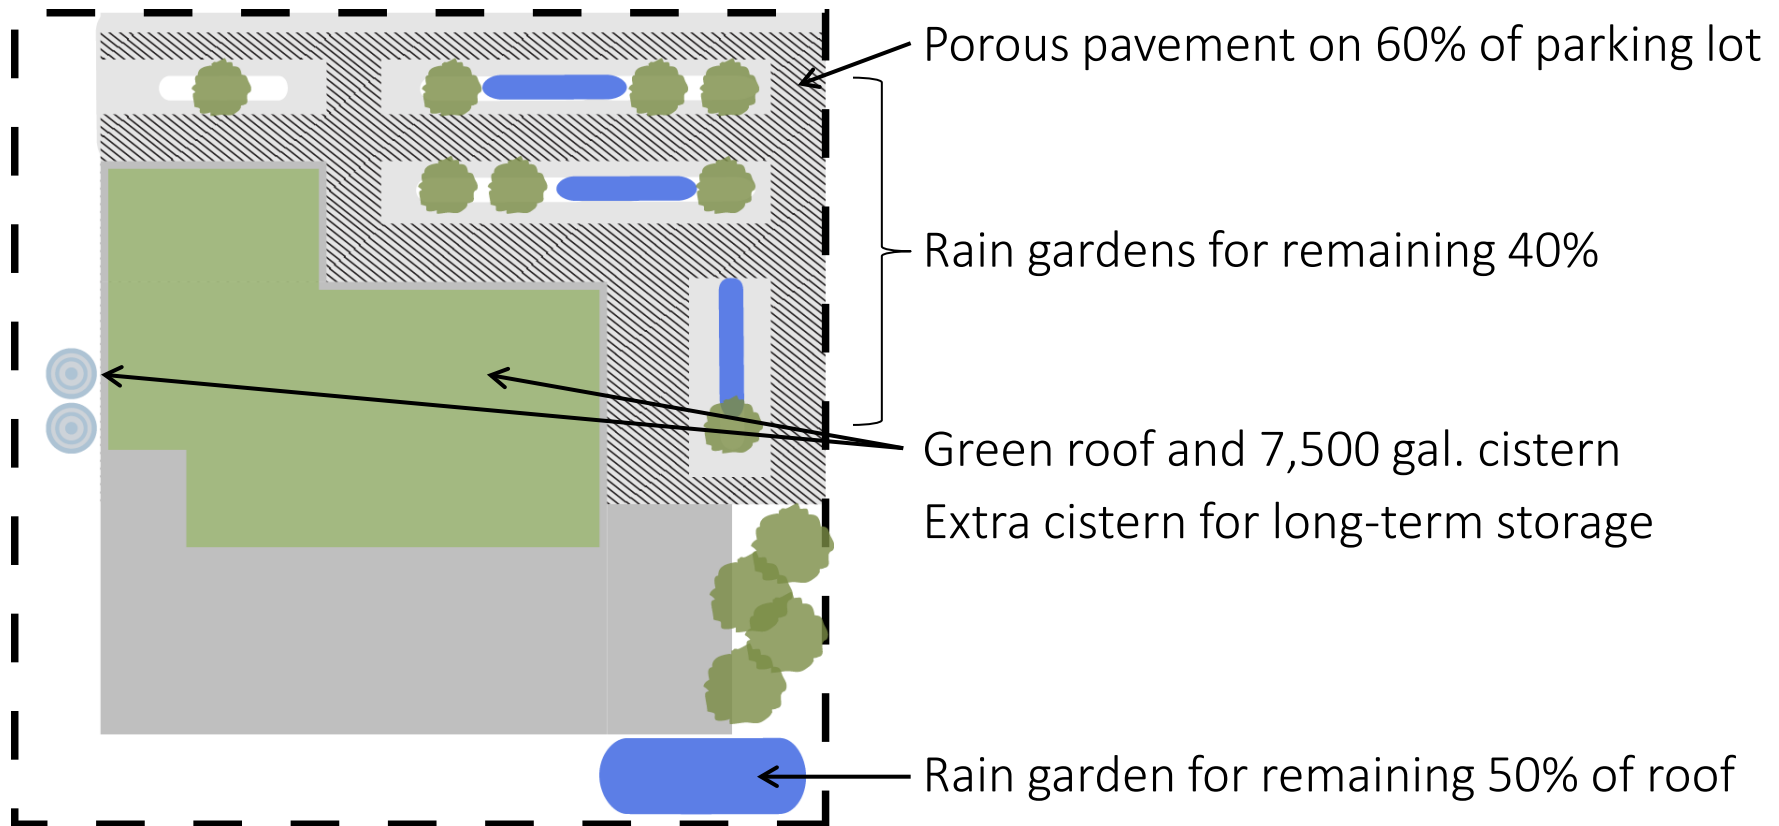 Porous pavement on 60% of parking lot
Rain gardens for remaining 40%
Green roof and 7,500 gal. cistern
Extra cistern for long-term storage
Rain garden for remaining 50% of roof